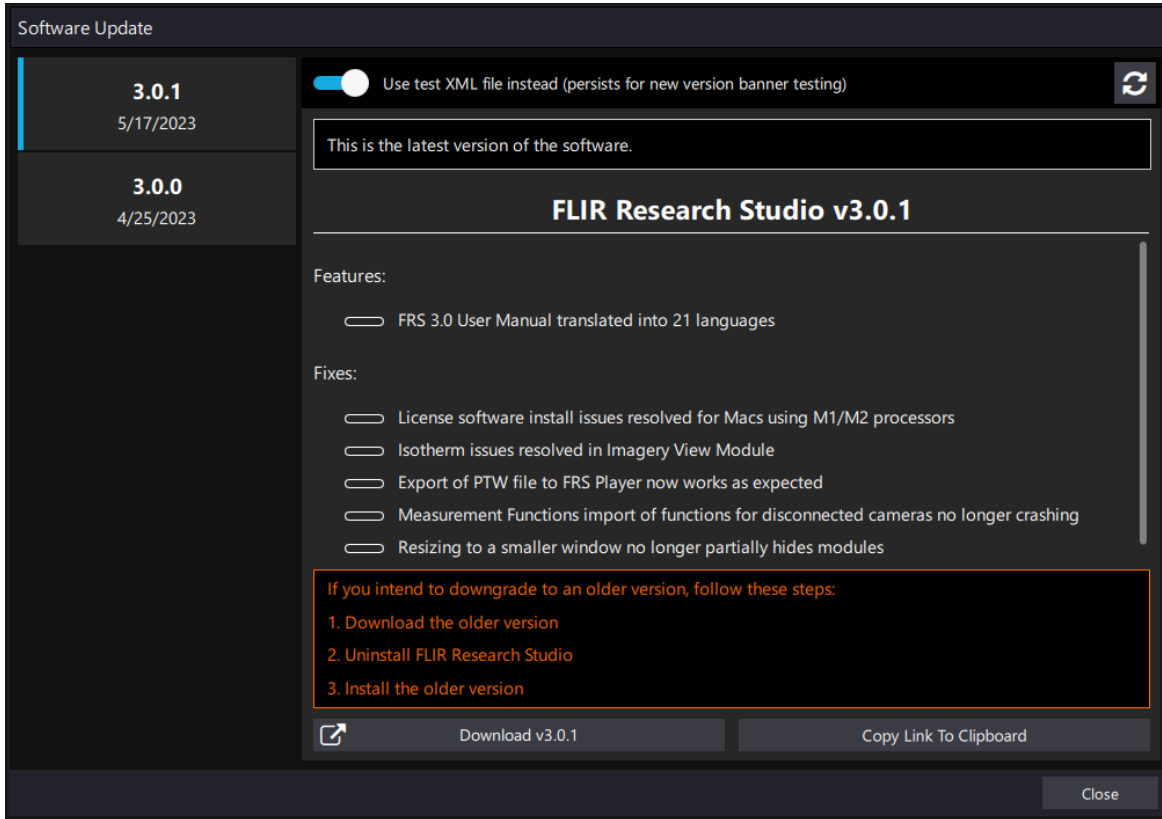 Software Update
3.0.1
5/17/2023
3.0.0
4/25/2023
Use test XML file instead (persists for new version banner testing)
This is the latest version of the software.
FLIR Research Studio v3.0.1
Features:
FRS 3.0 User Manual translated into 21 languages
Fixes:
License software install issues resolved for Macs using M1/M2 processors
Isotherm issues resolved in Imagery View Module
Export of PTW file to FRS Player now works as expected
Measurement Functions import of functions for disconnected cameras no longer crashing
Resizing to a smaller window no longer partially hides modules
If you intend to downgrade to an older version, follow these steps:
1. Download the older version
2. Uninstall FLIR Research Studio
3. Install the older version
Download v3.0.1
Copy Link To Clipboard
Close